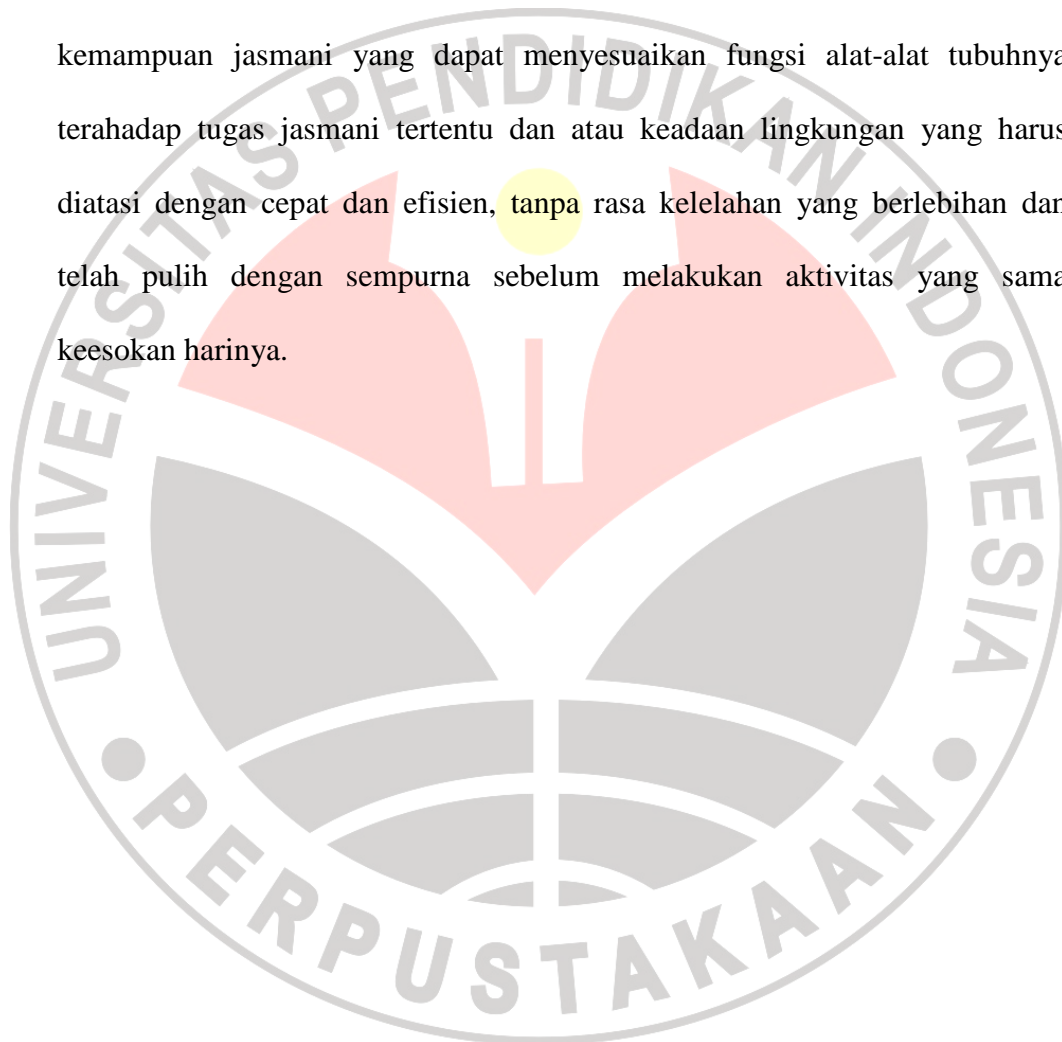 kemampuan jasmani yang dapat menyesuaikan fungsi alat-alat tubuhnya
terahadap tugas jasmani tertentu dan atau keadaan lingkungan yang harus
diatasi dengan cepat dan efisien, tanpa rasa kelelahan yang berlebihan dan
telah pulih dengan sempurna sebelum melakukan aktivitas yang sama
keesokan harinya.
UNIVERSITAS PENDIDIKAN INDONESIA
PERPUSTAKAAN